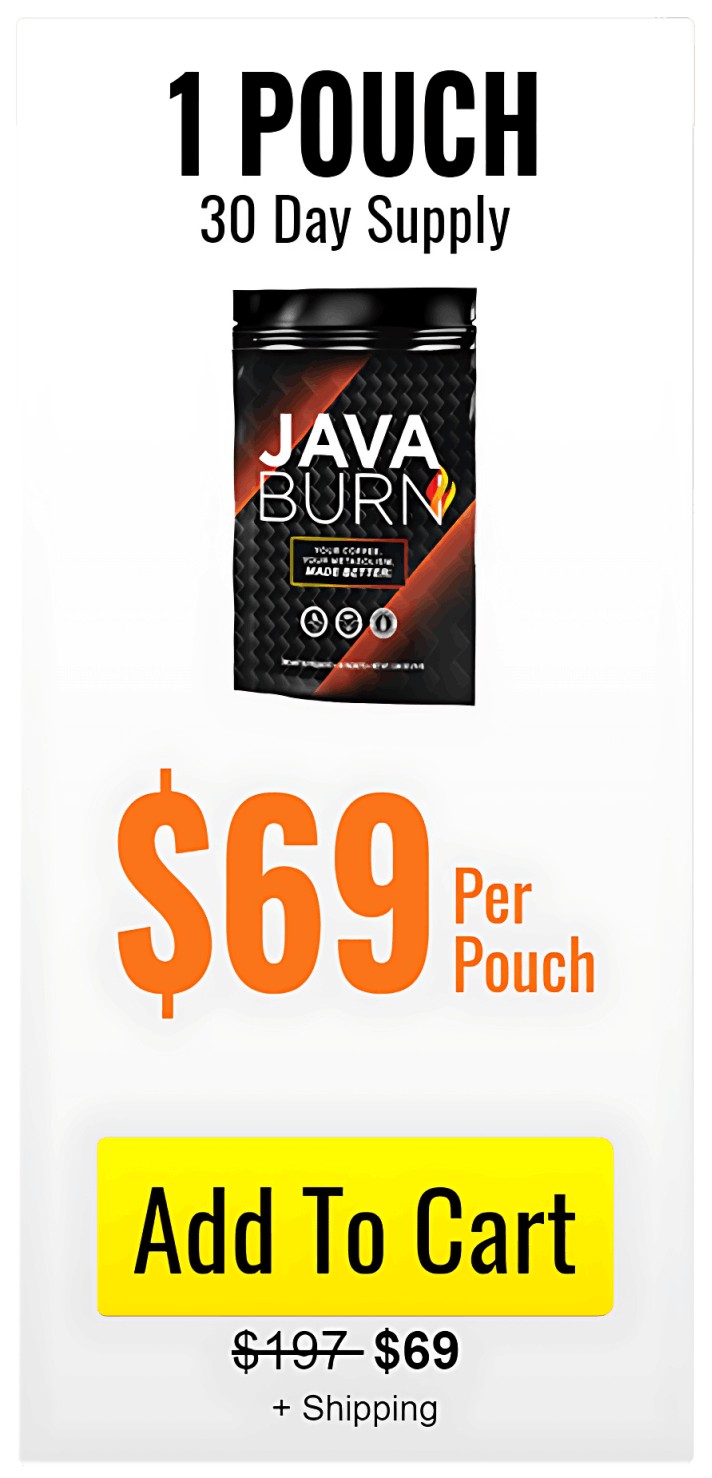 1 POUCH
30 Day Supply
JAVA
BURN
YOUR COFFEE.
YOUR METABOLISM.
MADE BETTER.
$69
Per
Pouch
Add To Cart
$197 $69
+ Shipping